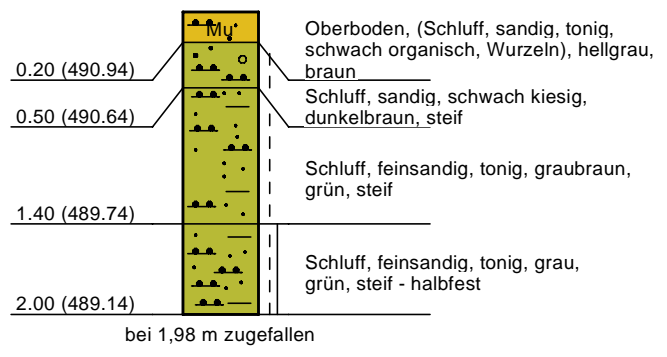 Mu
Oberboden, (Schluff, sandig, tonig,
schwach organisch, Wurzeln), hellgrau,
braun
0.20 (490.94)
Schluff, sandig, schwach kiesig,
dunkelbraun, steif
0.50 (490.64)
Schluff, feinsandig, tonig, graubraun,
grün, steif
1.40 (489.74)
Schluff, feinsandig, tonig, grau,
grün, steif - halbfest
2.00 (489.14)
bei 1,98 m zugefallen